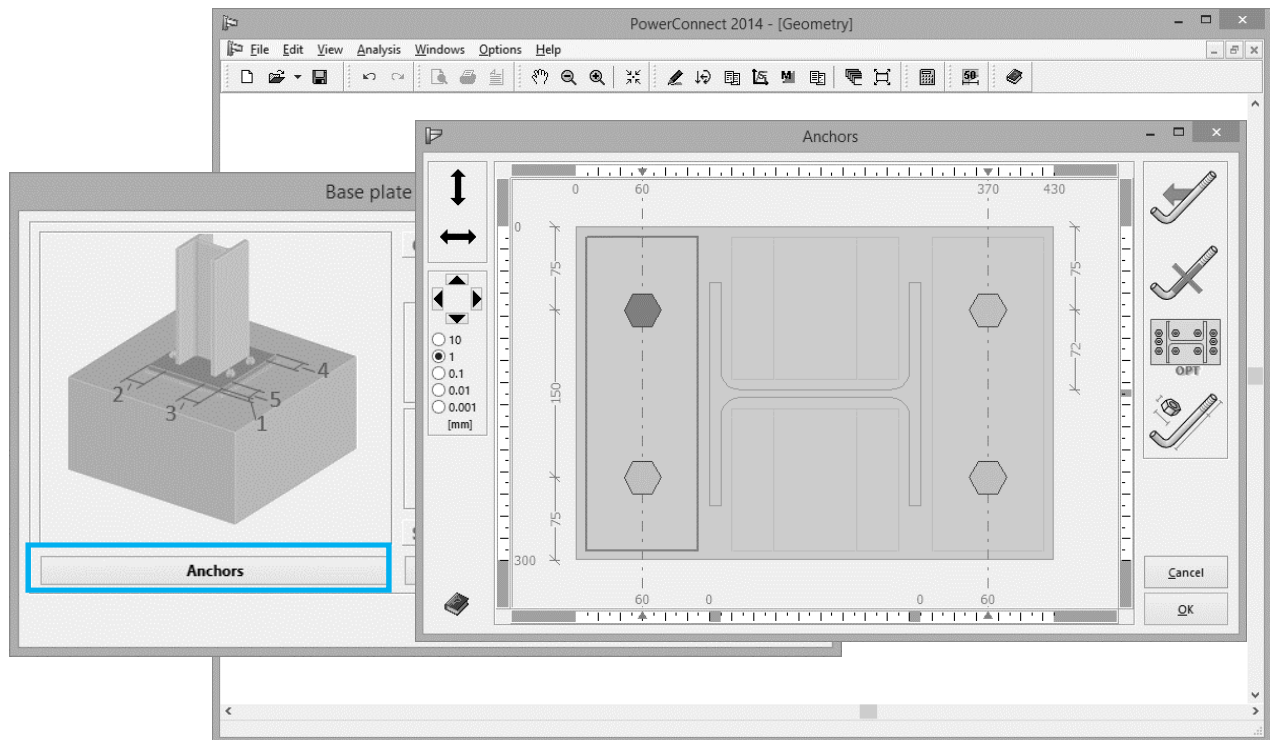 PowerConnect 2014 - [Geometry]
File Edit View Analysis Windows Options Help
50
Anchors
Base plate
0 60 370 430
0
75
150
75
300
75
72
10
1
0.1
0.01
0.001
[mm]
OPT
60 0 0 60
Cancel
OK
2
3
4
5
1
Anchors